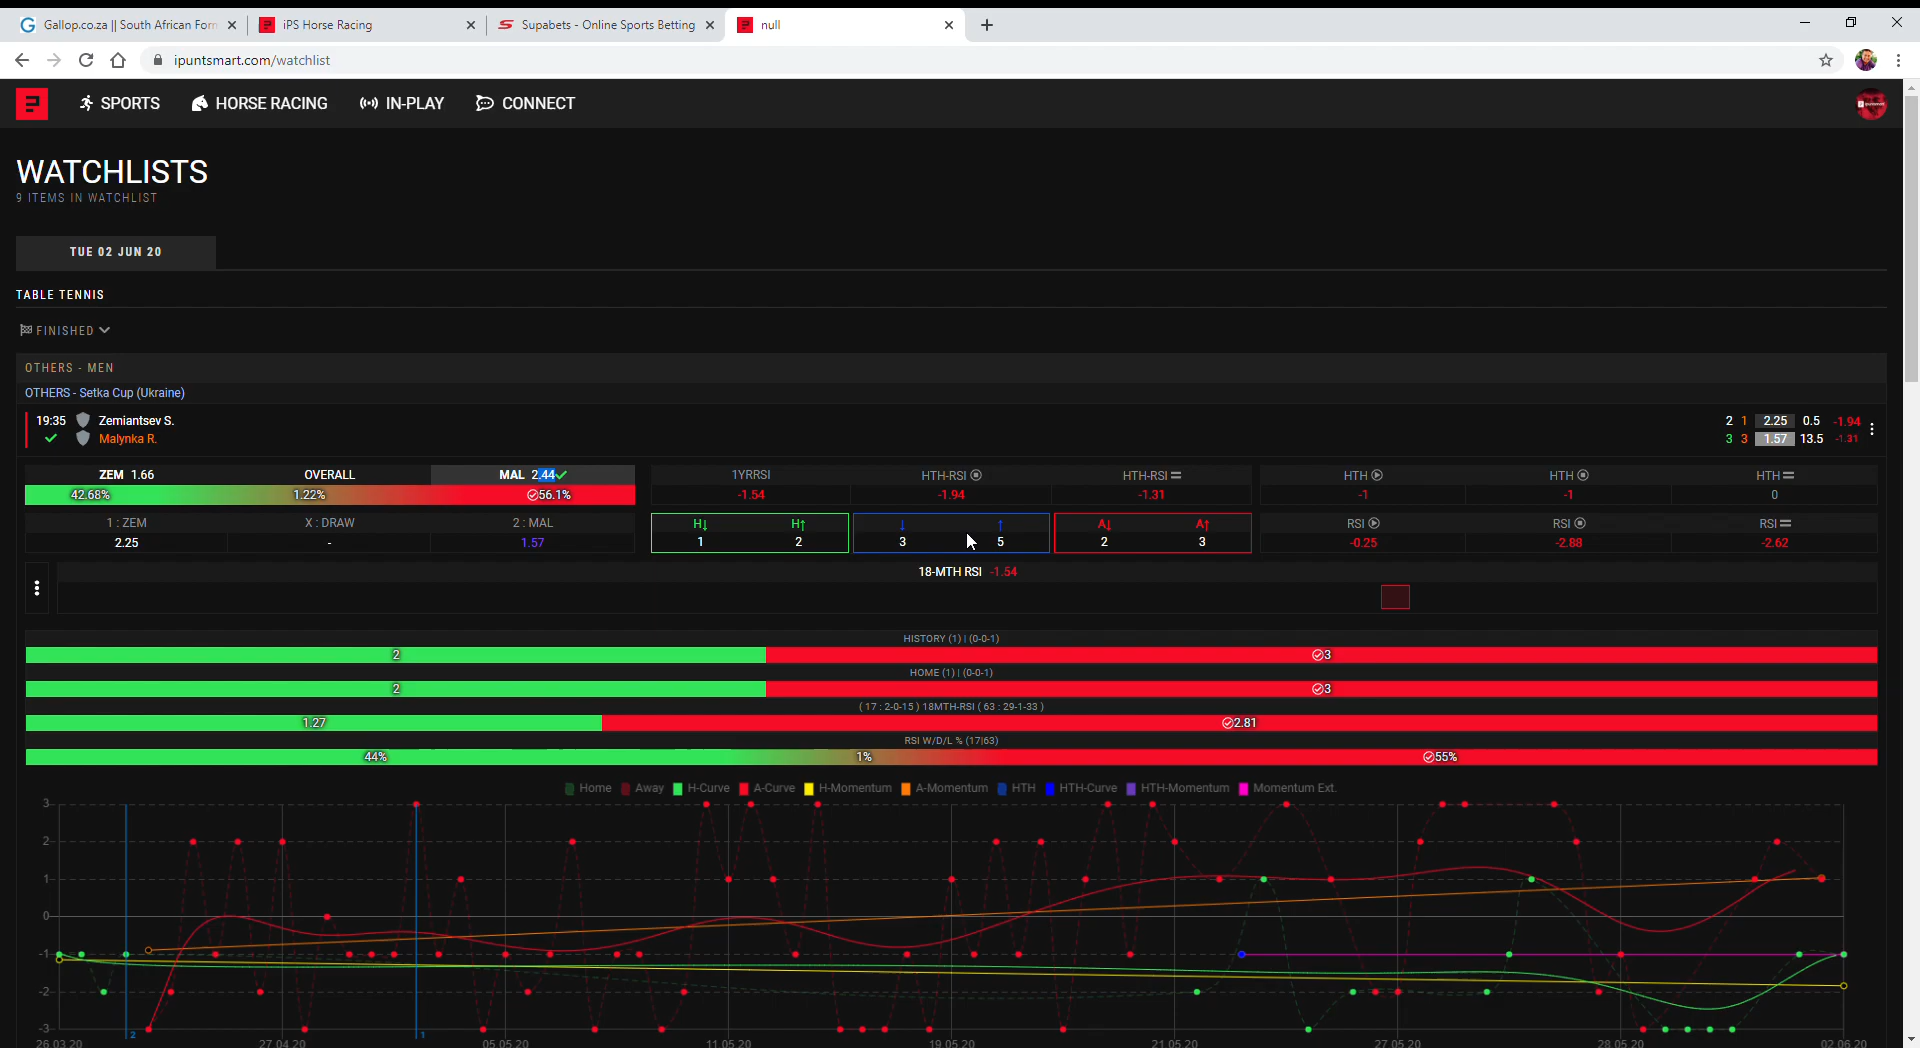 Gallop.co.za || South African Forr
iPS Horse Racing
Supabets - Online Sports Betting
null
ipuntsmart.com/watchlist
SPORTS
HORSE RACING
IN-PLAY
CONNECT
WATCHLISTS
9 ITEMS IN WATCHLIST
TUE 02 JUN 20
TABLE TENNIS
FINISHED
OTHERS - MEN
OTHERS - Setka Cup (Ukraine)
19:35 Zemiantsev S. 2 1 2.25 0.5 -1.94
Malynka R. 3 3 1.57 13.5 -1.31
ZEM 1.66 OVERALL MAL 2.44 1YRRSI HTH-RSI HTH-RSI HTH HTH HTH
42.68% 1.22% 56.1% -1.54 -1.94 -1.31 -1 -1 0
1 : ZEM X : DRAW 2 : MAL H↓ H↑ ↓ ↑ A↓ A↑ RSI RSI RSI
2.25 - 1.57 1 2 3 5 2 3 -0.25 -2.88 -2.62
18-MTH RSI -1.54
HISTORY (1) | (0-0-1)
2 3
HOME (1) | (0-0-1)
2 3
( 17 : 2-0-15 ) 18MTH-RSI ( 63 : 29-1-33 )
1.27 2.81
RSI W/D/L % (17|63)
44% 1% 55%
Home Away H-Curve A-Curve H-Momentum A-Momentum HTH HTH-Curve HTH-Momentum Momentum Ext.
3
2
1
0
-1
-2
-3
2 1
26.03.20 27.04.20 05.05.20 11.05.20 19.05.20 21.05.20 27.05.20 28.05.20 02.06.20